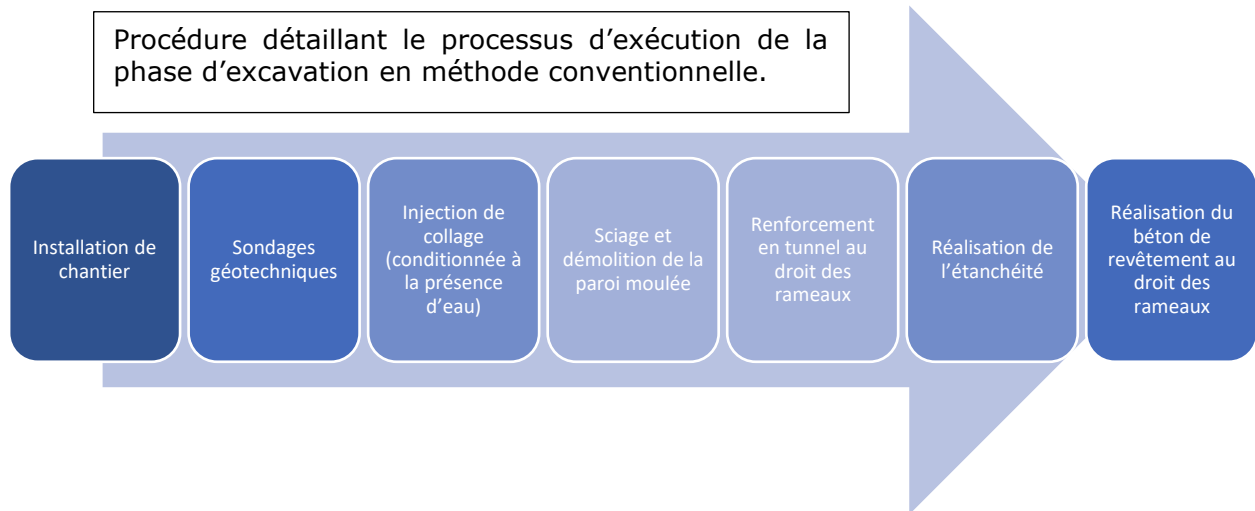 Procédure détaillant le processus d’exécution de la
phase d’excavation en méthode conventionnelle.
Installation de
chantier
Sondages
géotechniques
Injection de
collage
(conditionnée à
la présence
d’eau)
Sciage et
démolition de la
paroi moulée
Renforcement
en tunnel au
droit des
rameaux
Réalisation de
l’étanchéité
Réalisation du
béton de
revêtement au
droit des
rameaux